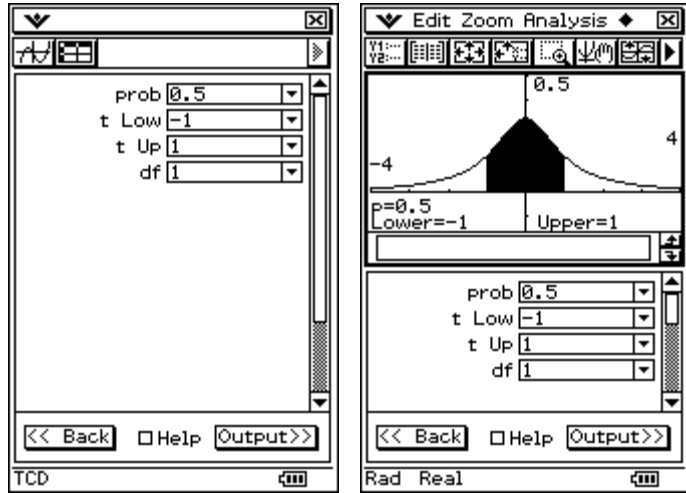 prob 0.5
t Low -1
t Up 1
df 1
<< Back Help Output>>
TCD
Edit Zoom Analysis
Y1:
Y2:
0.5
4
-4
p=0.5
Lower=-1 Upper=1
prob 0.5
t Low -1
t Up 1
df 1
<< Back Help Output>>
Rad Real